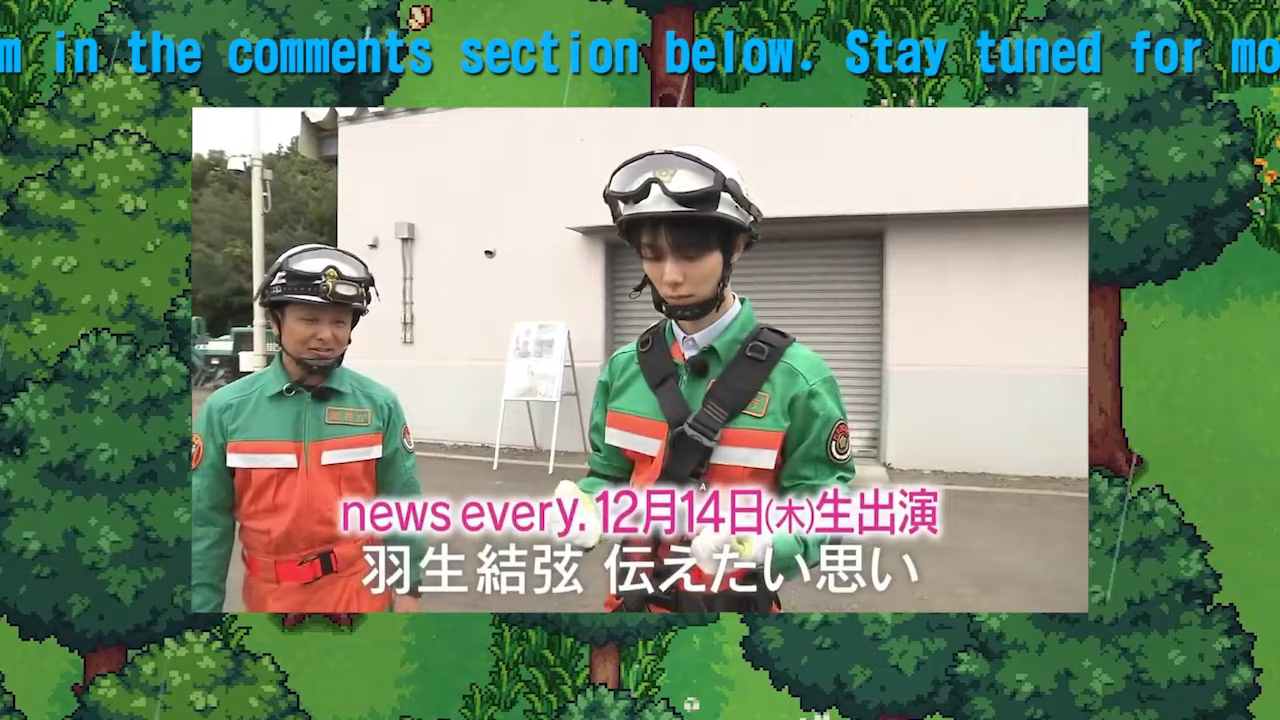 m in the comments section below. Stay tuned for mo
news every. 12月14日(木)生出演
羽生結弦 伝えたい思い